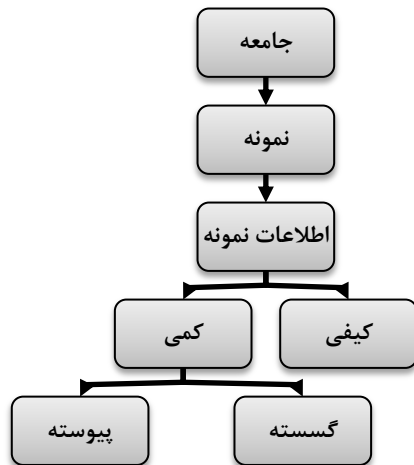 جامعه
نمونه
اطلاعات نمونه
کیفی
کمی
گسسته
پیوسته